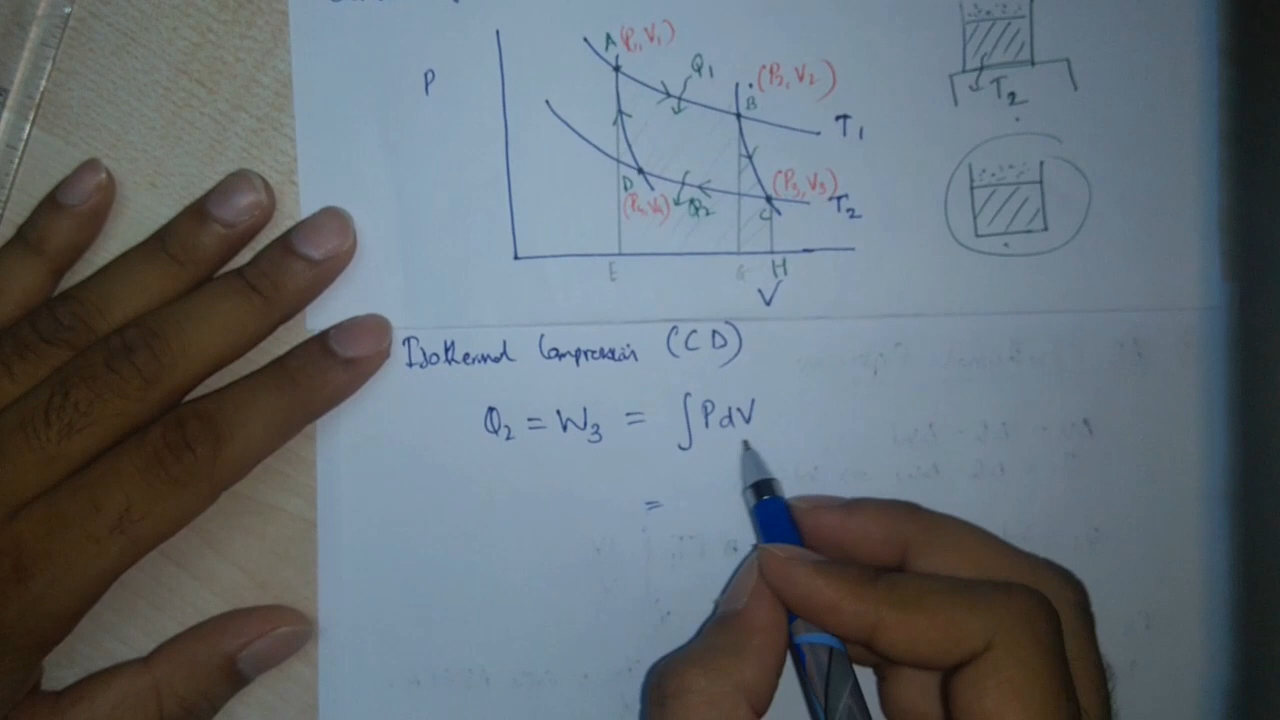 A (P₁, V₁)
Q₁
P
(P₂, V₂)
B
T₁
T₂
D
(P₃, V₃)
(P₄, V₄)
Q₂
C
T₂
E
G
H
V
Isothermal Compression (CD)
Q₂ = W₃ = ∫PdV
=